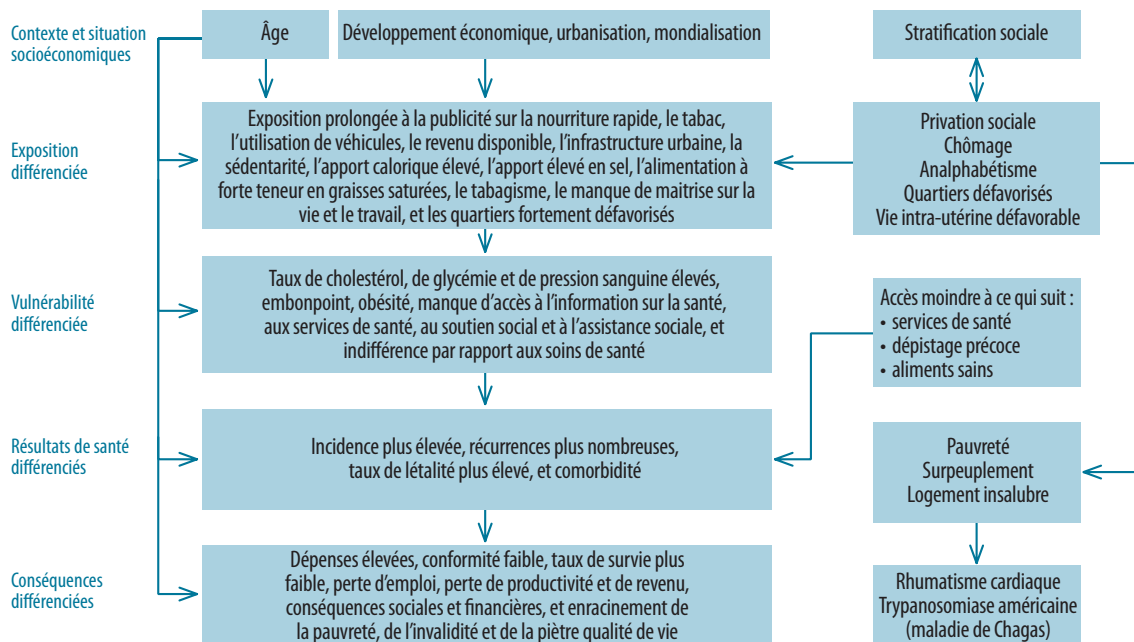 Contexte et situation
socioéconomiques
Âge
Développement économique, urbanisation, mondialisation
Stratification sociale
Exposition
différenciée
Exposition prolongée à la publicité sur la nourriture rapide, le tabac,
l’utilisation de véhicules, le revenu disponible, l’infrastructure urbaine, la
sédentarité, l’apport calorique élevé, l’apport élevé en sel, l’alimentation à
forte teneur en graisses saturées, le tabagisme, le manque de maitrise sur la
vie et le travail, et les quartiers fortement défavorisés
Privation sociale
Chômage
Analphabétisme
Quartiers défavorisés
Vie intra-utérine défavorable
Vulnérabilité
différenciée
Taux de cholestérol, de glycémie et de pression sanguine élevés,
embonpoint, obésité, manque d’accès à l’information sur la santé,
aux services de santé, au soutien social et à l’assistance sociale, et
indifférence par rapport aux soins de santé
Accès moindre à ce qui suit :
• services de santé
• dépistage précoce
• aliments sains
Résultats de santé
différenciés
Incidence plus élevée, récurrences plus nombreuses,
taux de létalité plus élevé, et comorbidité
Pauvreté
Surpeuplement
Logement insalubre
Conséquences
différenciées
Dépenses élevées, conformité faible, taux de survie plus
faible, perte d’emploi, perte de productivité et de revenu,
conséquences sociales et financières, et enracinement de
la pauvreté, de l’invalidité et de la piètre qualité de vie
Rhumatisme cardiaque
Trypanosomiase américaine
(maladie de Chagas)